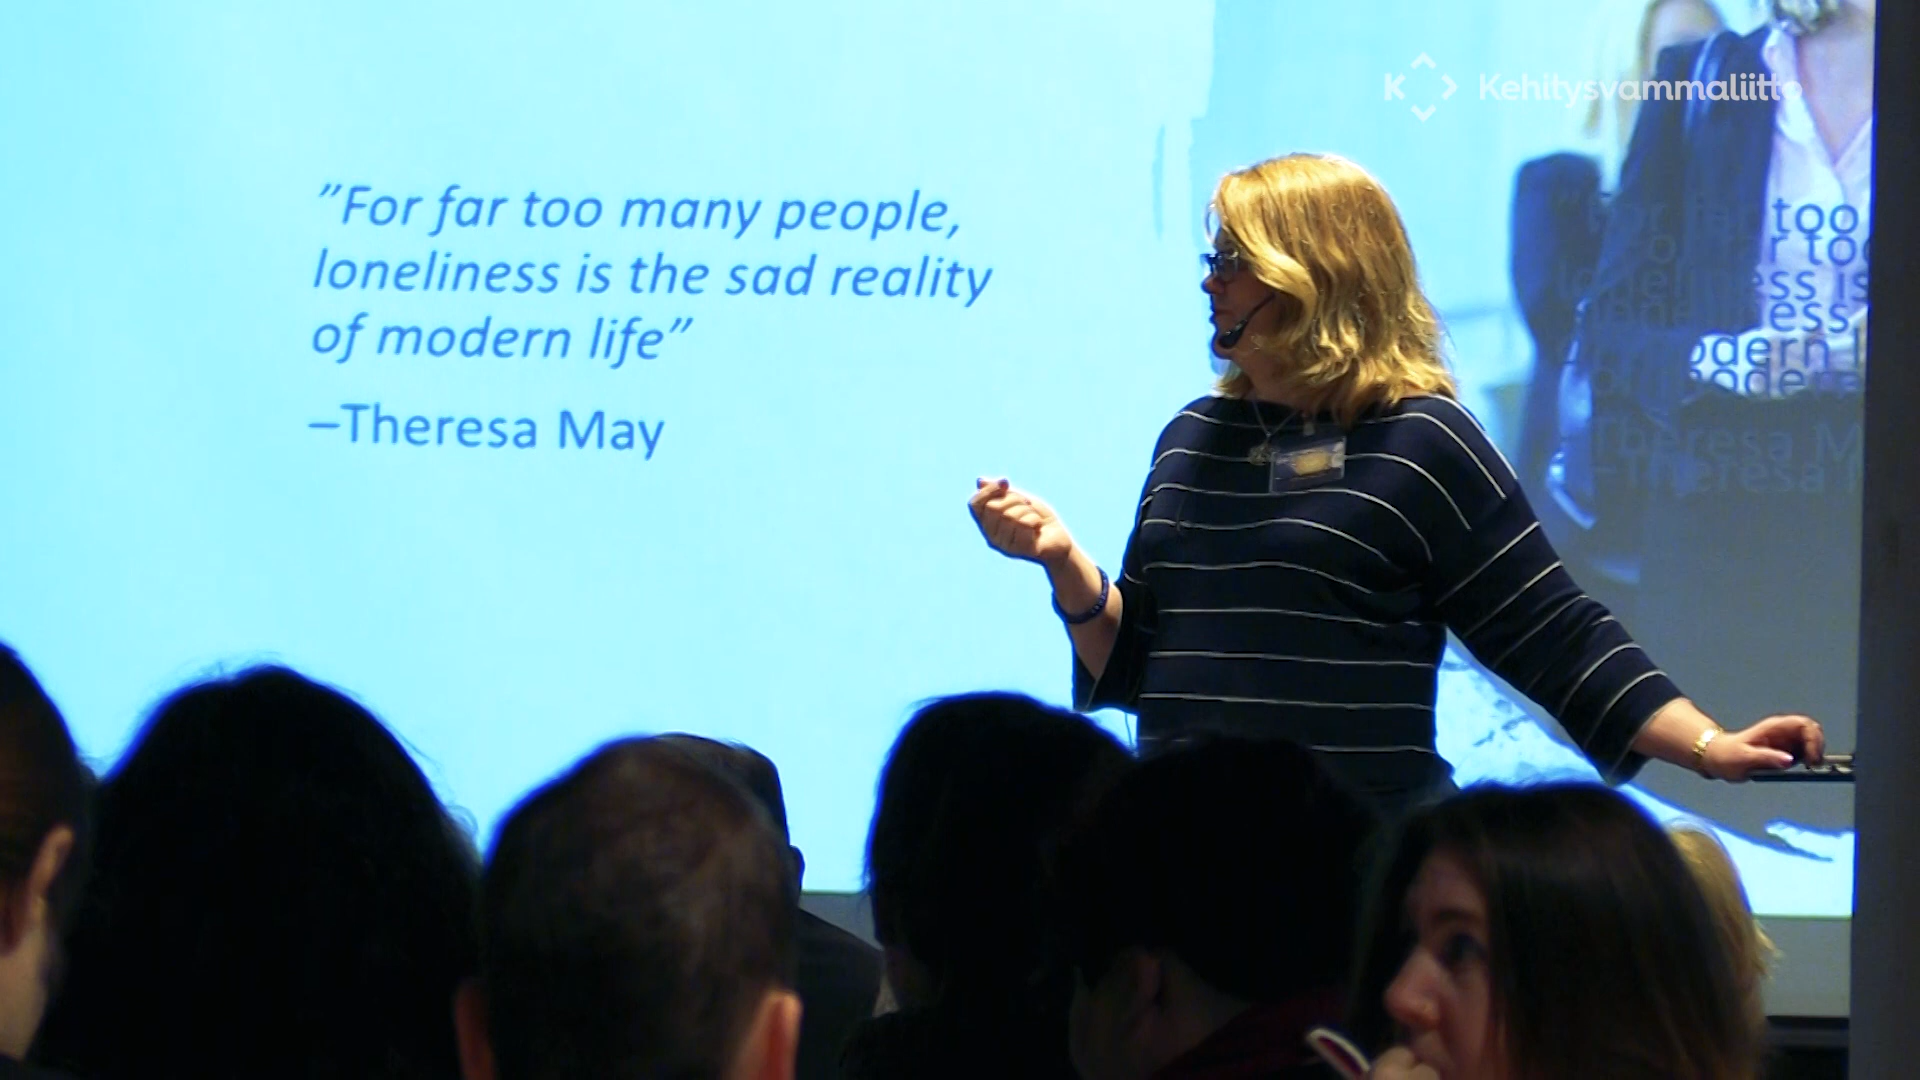 K Kehitysvammaliitto
”For far too many people,
loneliness is the sad reality
of modern life”
–Theresa May